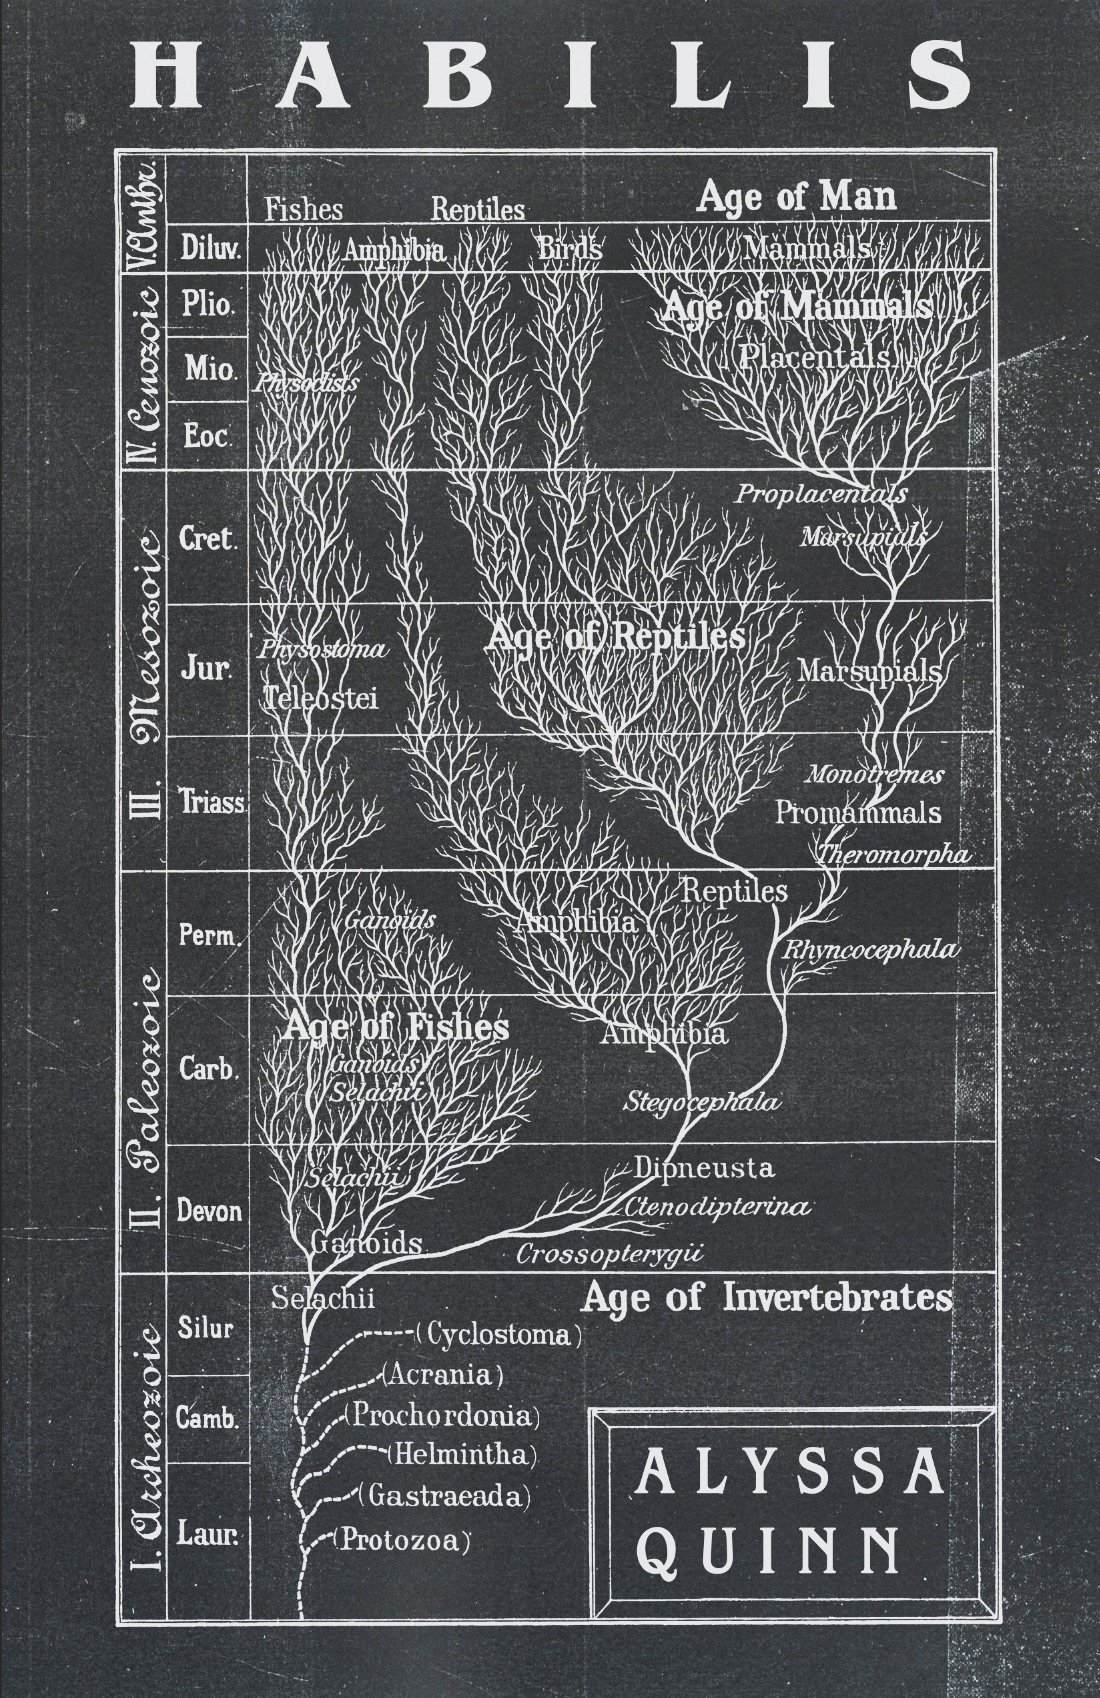 HABILIS
V. Anthr.
Age of Man
Fishes Reptiles
Diluv. Amphibia Birds Mammals
IV. Cenozoic
Plio. Age of Mammals
Placentals
Mio. Physoclists
Eoc.
III. Mesozoic
Proplacentals
Cret. Marsupials
Age of Reptiles
Physostoma
Jur. Marsupials
Teleostei
Monotremes
Triass. Promammals
Theromorpha
II. Paleozoic
Reptiles
Ganoids Amphibia
Perm. Rhyncocephala
Age of Fishes Amphibia
Carb. Ganoids
Selachii
Stegocephala
Dipneusta
Selachii
Devon Ctenodipterina
Ganoids Crossopterygii
I. Archeozoic
Selachii Age of Invertebrates
Silur (Cyclostoma)
(Acrania)
Camb. (Prochordonia)
(Helmintha)
(Gastraeada)
Laur. (Protozoa)
ALYSSA
QUINN